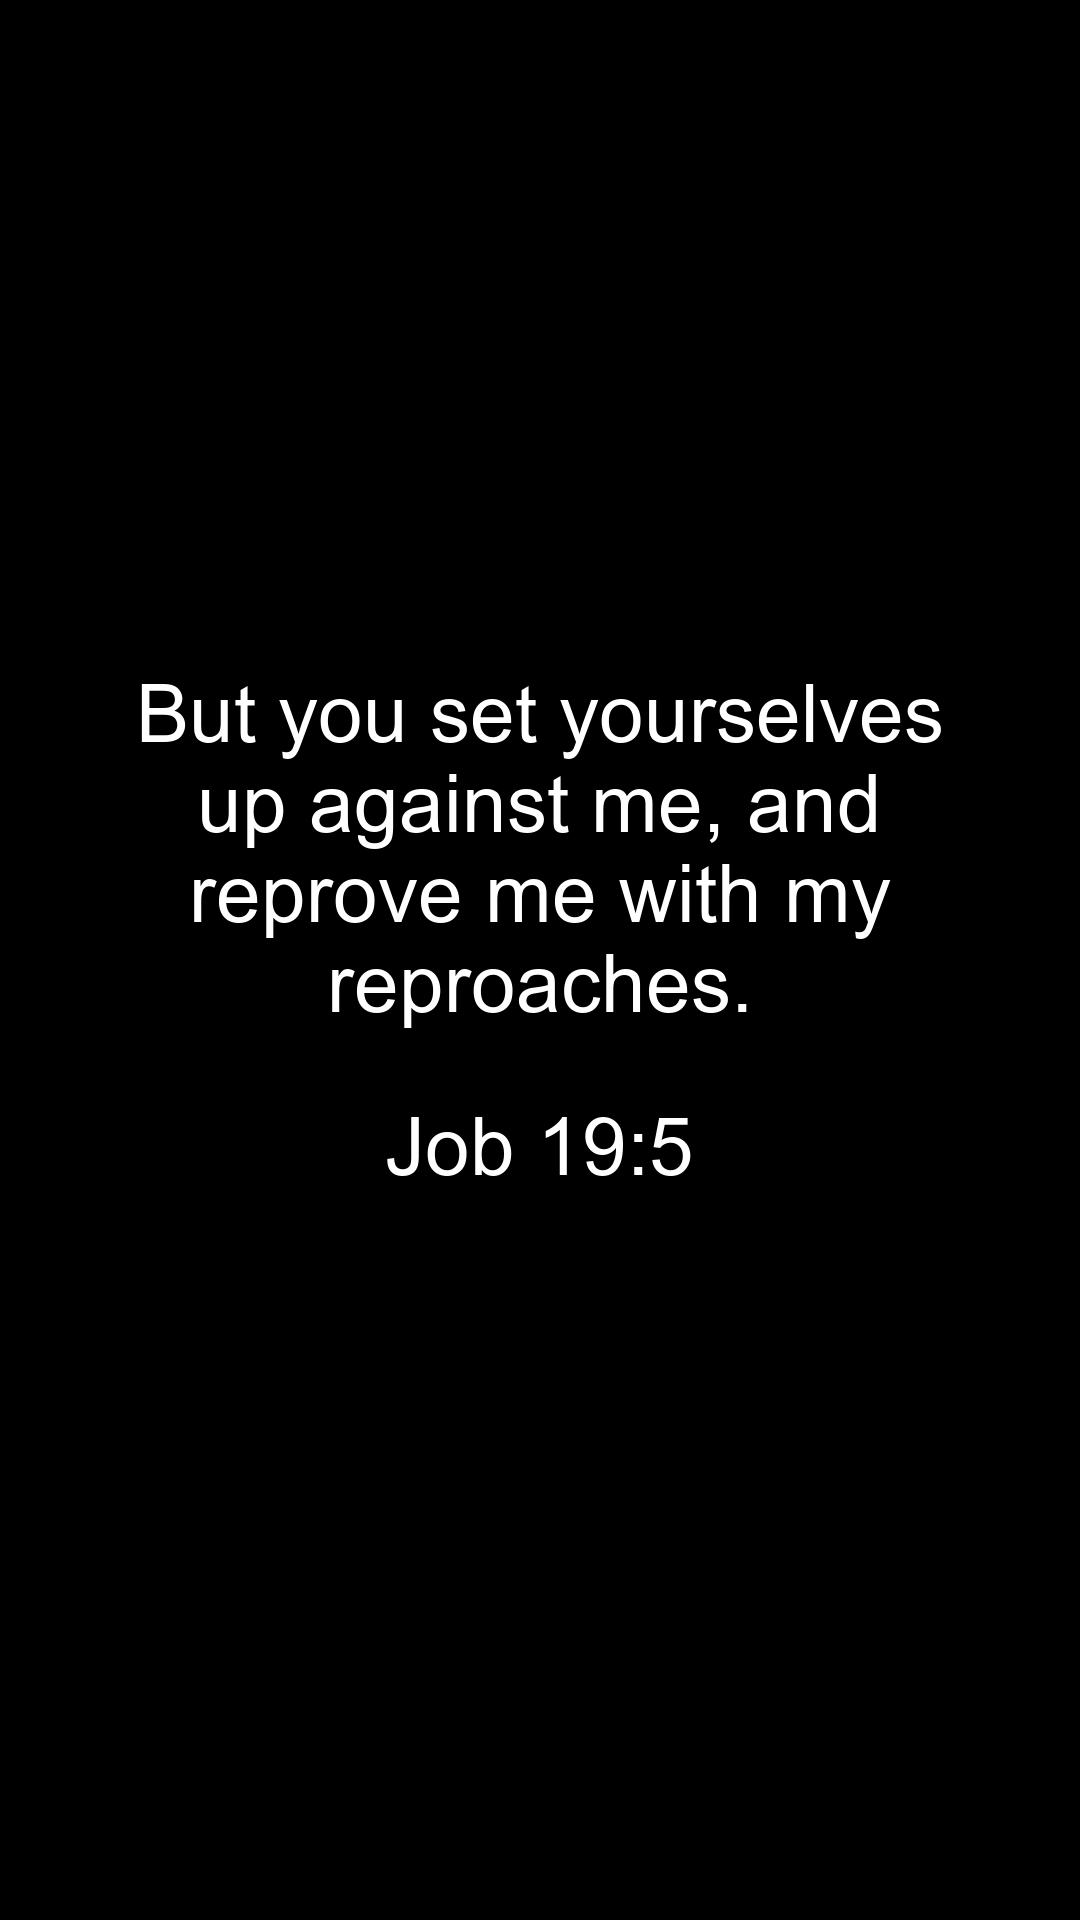 But you set yourselves
up against me, and
reprove me with my
reproaches.
Job 19:5